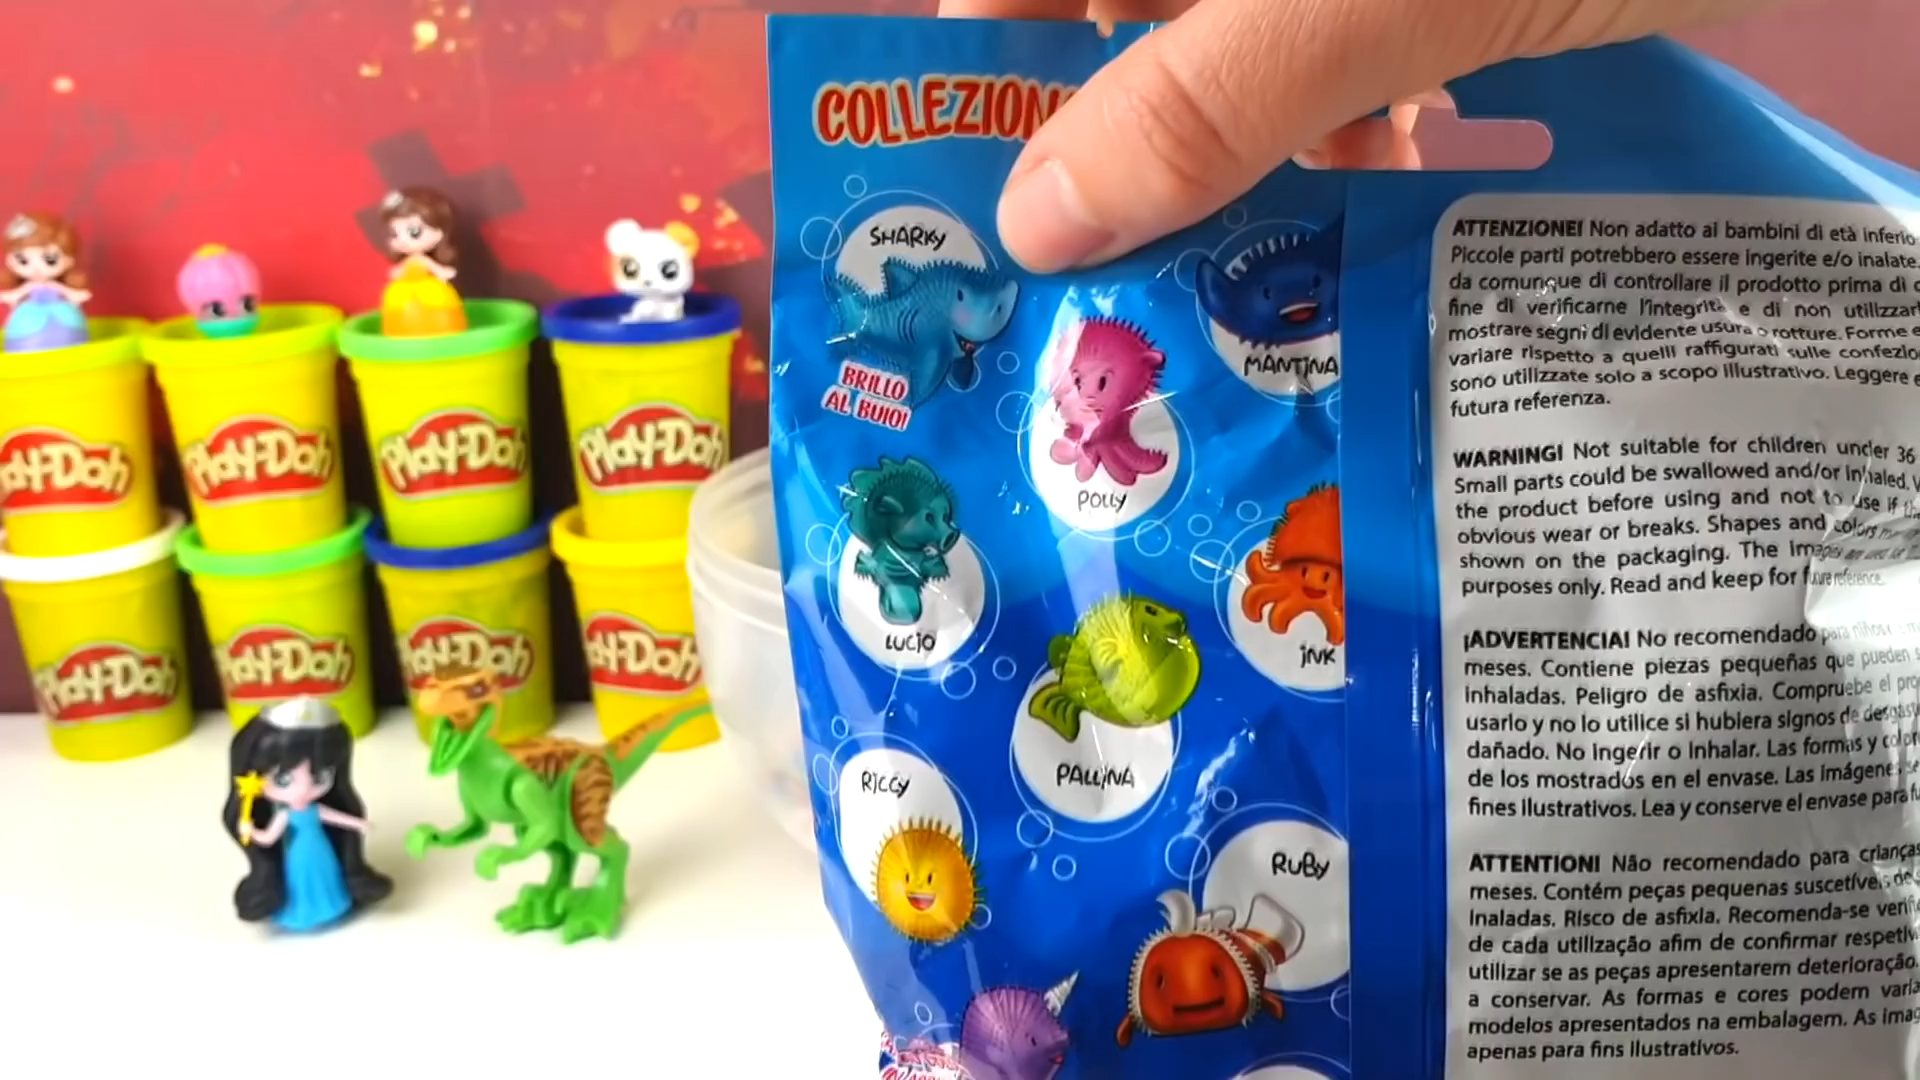 COLLEZION
SHARKY
BRILLO
AL BUIO!
MANTINA
POLLY
LUCIO
INK
PALLINA
RICCY
RUBY
ATTENZIONE! Non adatto ai bambini di età inferio
Piccole parti potrebbero essere ingerite e/o inalate.
da comunque di controllare il prodotto prima di
fine di verificarne l'integrità e di non utilizzar
mostrare segni di evidente usura o rotture. Forme e
variare rispetto a quelli raffigurati sulle confezio
sono utilizzate solo a scopo illustrativo. Leggere e
futura referenza.
WARNING! Not suitable for children under 36
Small parts could be swallowed and/or inhaled.
the product before using and not to use if
obvious wear or breaks. Shapes and colors
shown on the packaging. The images are used for
purposes only. Read and keep for future reference.
¡ADVERTENCIA! No recomendado para niños
meses. Contiene piezas pequeñas que pueden
inhaladas. Peligro de asfixia. Compruebe el pro
usarlo y no lo utilice si hubiera signos de desgast
dañado. No ingerir o inhalar. Las formas y
de los mostrados en el envase. Las imágenes
fines ilustrativos. Lea y conserve el envase para fu
ATTENTION! Não recomendado para crianças
meses. Contém peças pequenas suscetíveis de
inaladas. Risco de asfixia. Recomenda-se verifi
de cada utilização afim de confirmar respetiv
utilizar se as peças apresentarem deterioração.
a conservar. As formas e cores podem varia
modelos apresentados na embalagem. As imag
apenas para fins ilustrativos.
Play-Doh
Play-Doh
Play-Doh
Play-Doh
Play-Doh
Play-Doh
Play-Doh
Play-Doh